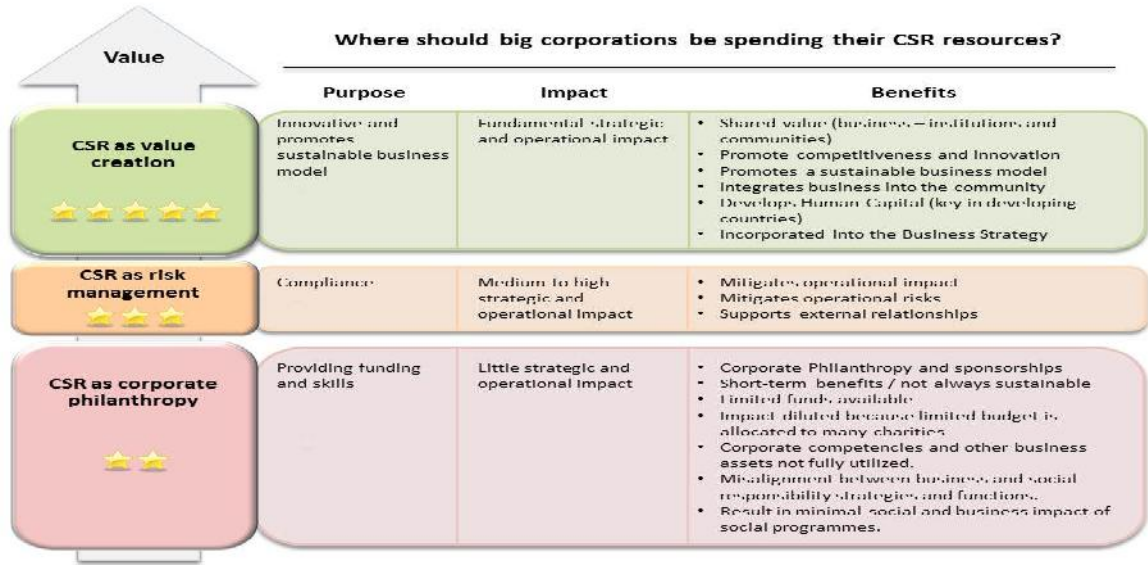 Value
Where should big corporations be spending their CSR resources?
Purpose
Impact
Benefits
CSR as value
creation
Innovative and
promotes
sustainable business
model
Fundamental strategic
and operational impact
• Shared value (business – institutions and
communities)
• Promote competitiveness and innovation
• Promotes a sustainable business model
• Integrates business into the community
• Develops Human Capital (key in developing
countries)
• Incorporated into the Business Strategy
CSR as risk
management
Compliance
Medium to high
strategic and
operational impact
• Mitigates operational impact
• Mitigates operational risks
• Supports external relationships
CSR as corporate
philanthropy
Providing funding
and skills
Little strategic and
operational impact
• Corporate Philanthropy and sponsorships
• Short-term benefits / not always sustainable
• Limited funds available
• Impact diluted because limited budget is
allocated to many charities
• Corporate competencies and other business
assets not fully utilized.
• Misalignment between business and social
responsibility strategies and functions.
• Result in minimal social and business impact of
social programmes.